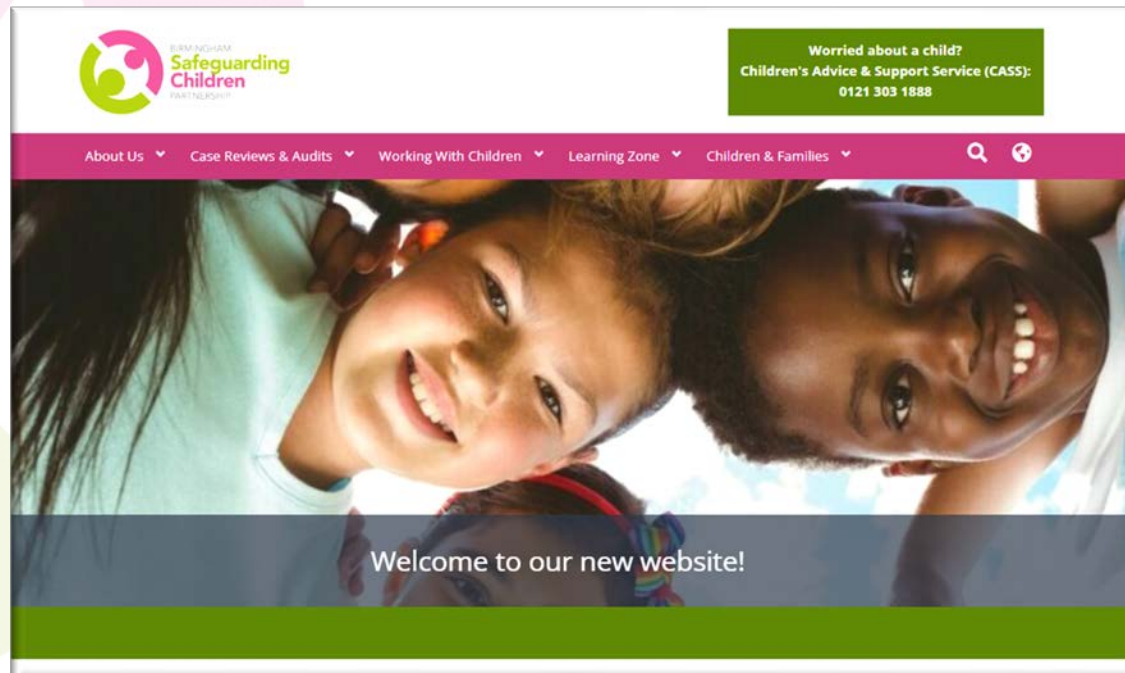 BIRMINGHAM
Safeguarding
Children
PARTNERSHIP
Worried about a child?
Children's Advice & Support Service (CASS):
0121 303 1888
About Us
Case Reviews & Audits
Working With Children
Learning Zone
Children & Families
Welcome to our new website!